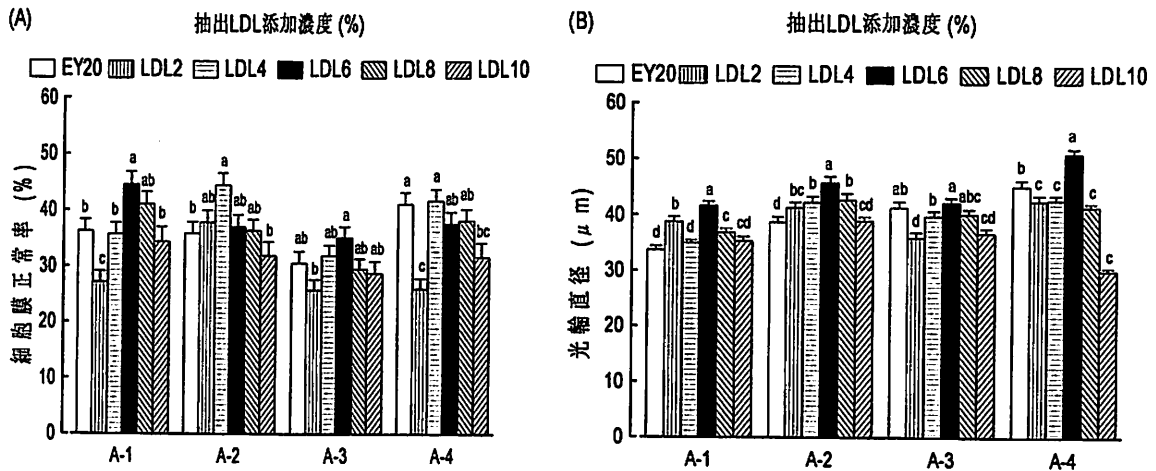 (A)
抽出LDL添加濃度 (%)
EY20 LDL2 LDL4 LDL6 LDL8 LDL10
細胞膜正常率 (%)
60
50
40
30
20
10
0
b c b a ab b
b ab a ab ab b
ab b ab a ab ab
a c a ab ab bc
A-1 A-2 A-3 A-4
(B)
抽出LDL添加濃度 (%)
EY20 LDL2 LDL4 LDL6 LDL8 LDL10
光輪直径 (μ m)
60
50
40
30
20
10
0
d b d a c cd
d bc b a b cd
ab d b a abc cd
b c c a c c
A-1 A-2 A-3 A-4